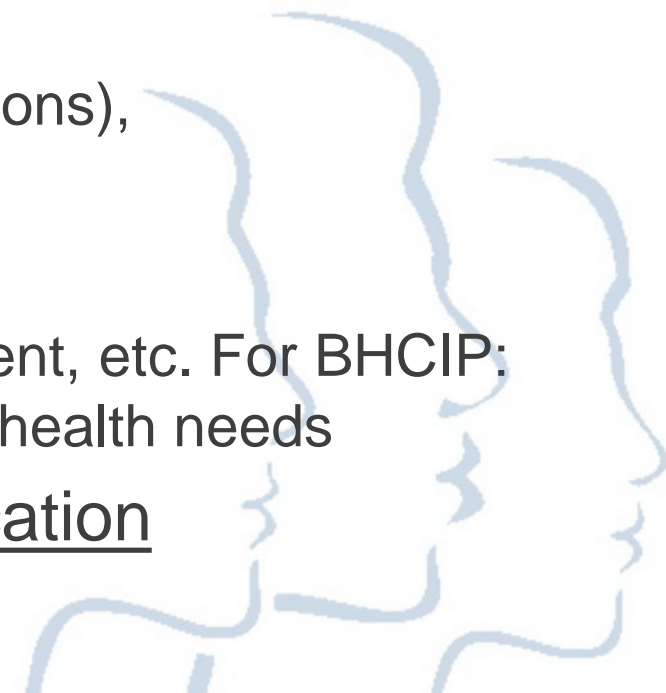 ons),
ent, etc. For BHCIP:
health needs
ation